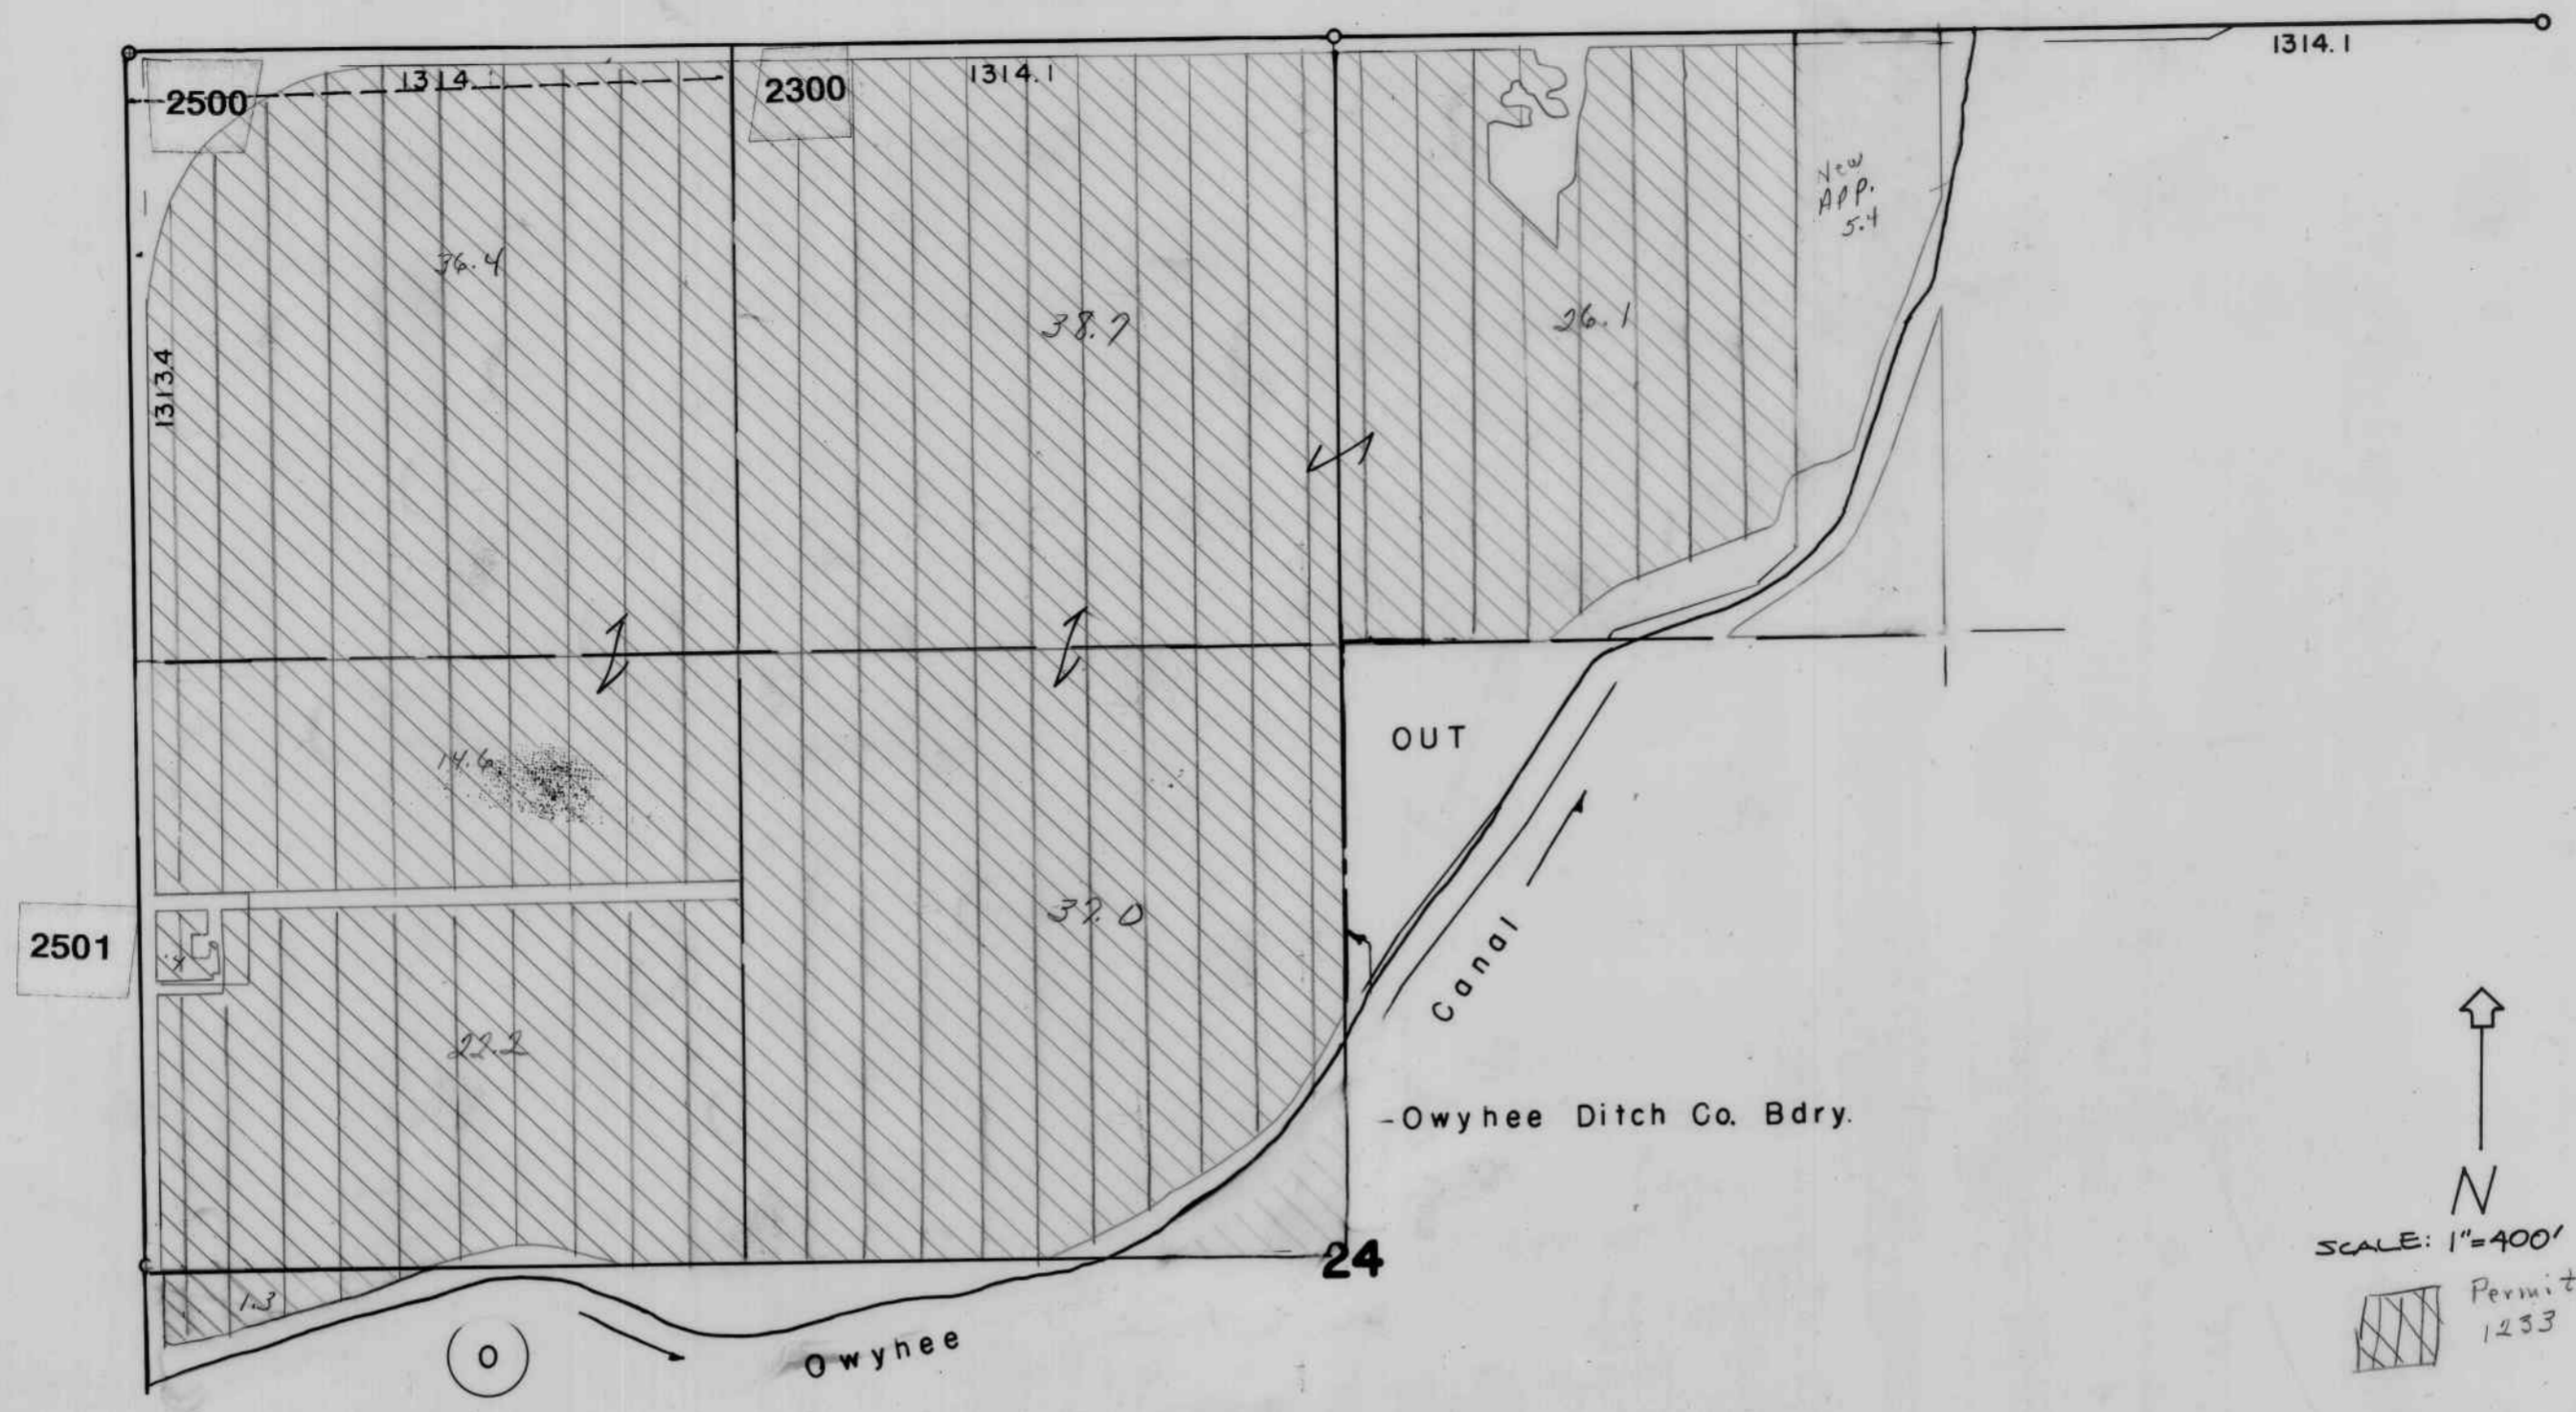 1314.1
2500
1314
2300
1314.1
New
APP.
5.4
36.4
38.7
26.1
1313.4
OUT
14.6
37.0
2501
.4
Canal
22.2
-Owyhee Ditch Co. Bdry.
N
24
SCALE: 1"=400'
1.3
Permit
1233
O
Owyhee